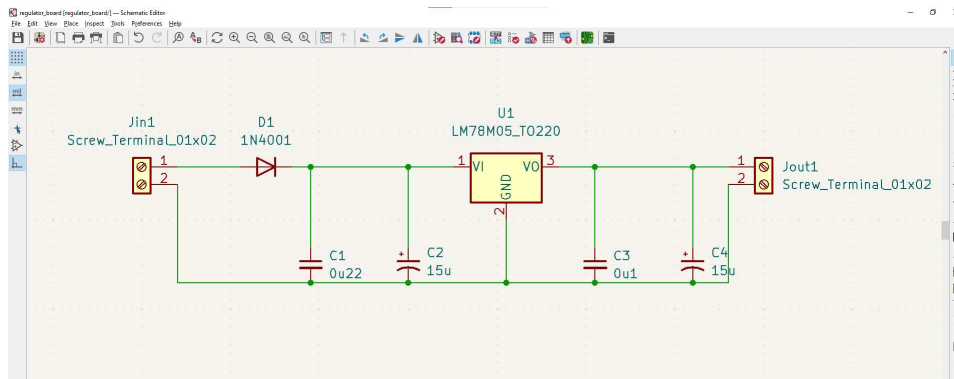 regulator_board [regulator_board/] — Schematic Editor
File Edit View Place Inspect Tools Preferences Help
in
mil
mm
Jin1
Screw_Terminal_01x02
1
2
D1
1N4001
U1
LM78M05_TO220
1
VI
VO
3
GND
2
1
2
Jout1
Screw_Terminal_01x02
C1
0u22
+
C2
15u
C3
0u1
+
C4
15u